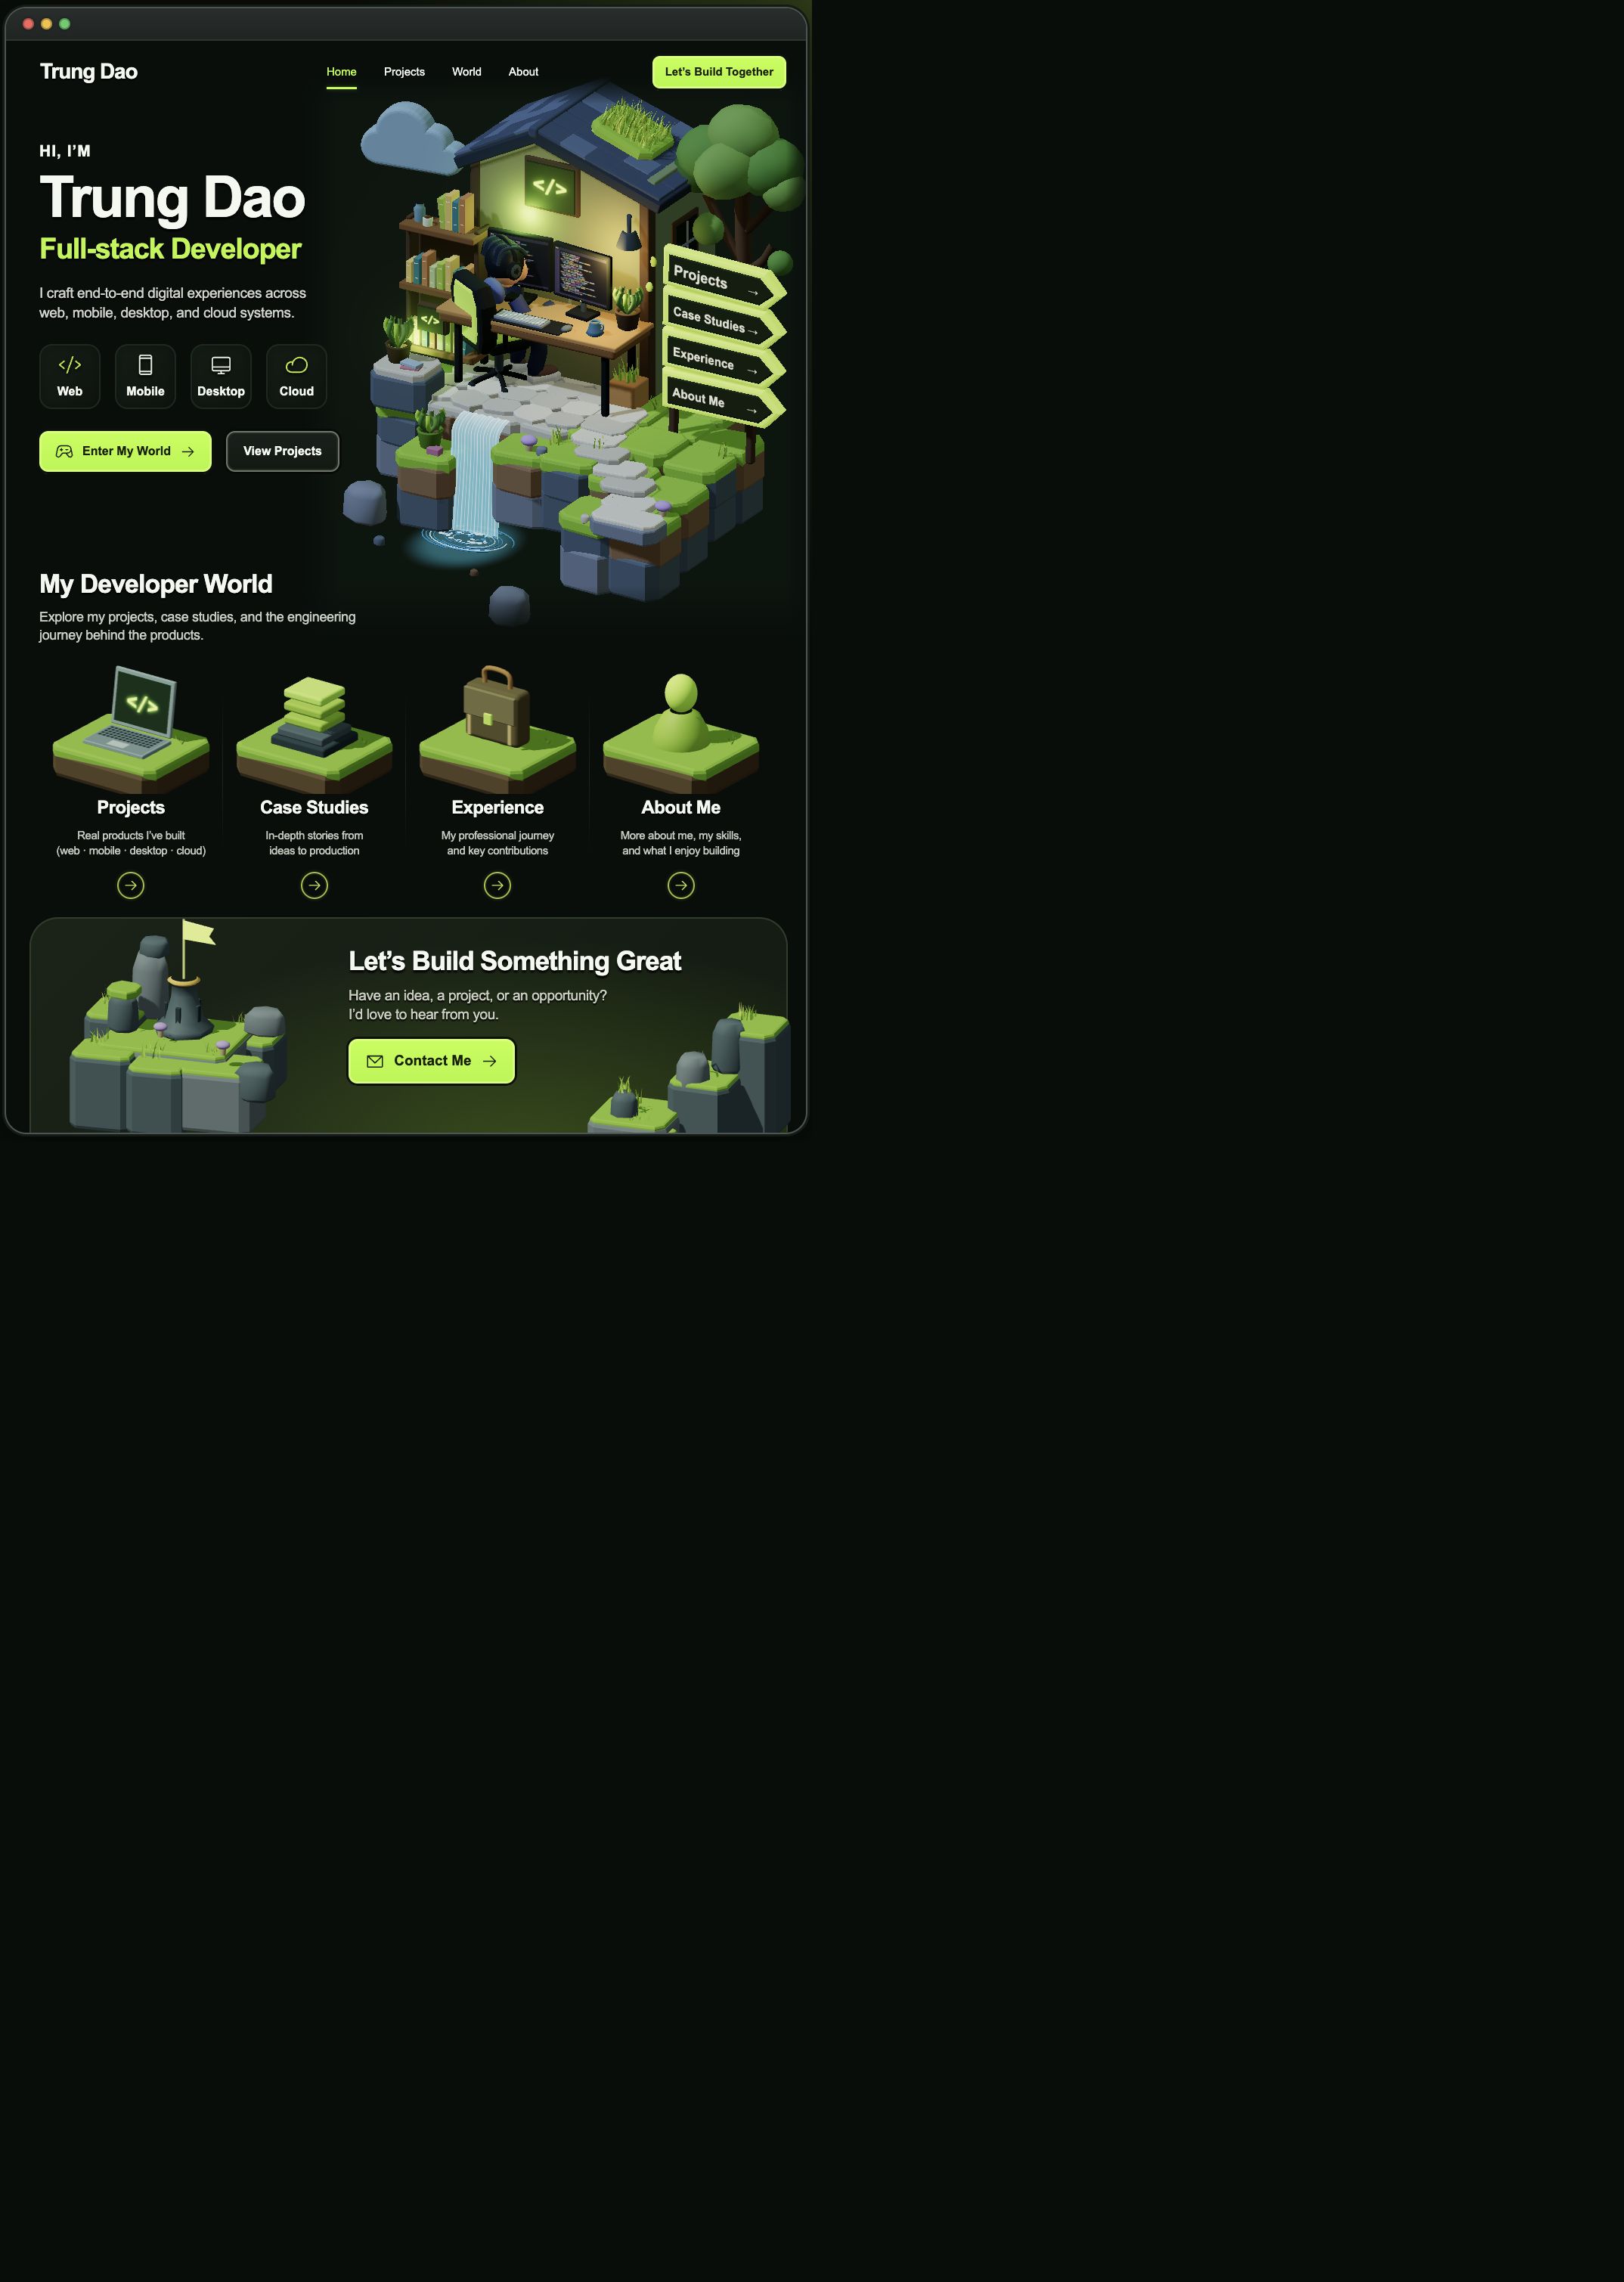 Trung Dao
Home
Projects
World
About
Let's Build Together
HI, I'M
Trung Dao
Full-stack Developer
I craft end-to-end digital experiences across
web, mobile, desktop, and cloud systems.
Web
Mobile
Desktop
Cloud
Enter My World →
View Projects
</>
</>
Projects →
Case Studies →
Experience →
About Me →
My Developer World
Explore my projects, case studies, and the engineering
journey behind the products.
</>
Projects
Real products I've built
(web · mobile · desktop · cloud)
Case Studies
In-depth stories from
ideas to production
Experience
My professional journey
and key contributions
About Me
More about me, my skills,
and what I enjoy building
Let's Build Something Great
Have an idea, a project, or an opportunity?
I'd love to hear from you.
Contact Me →